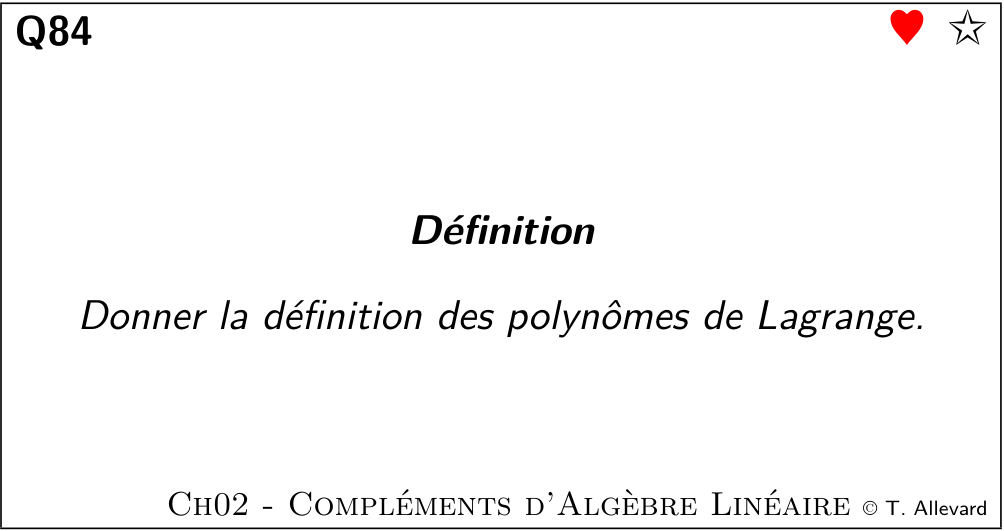 Q84
Définition
Donner la définition des polynômes de Lagrange.
Ch02 - Compléments d'Algèbre Linéaire © T. Allevard